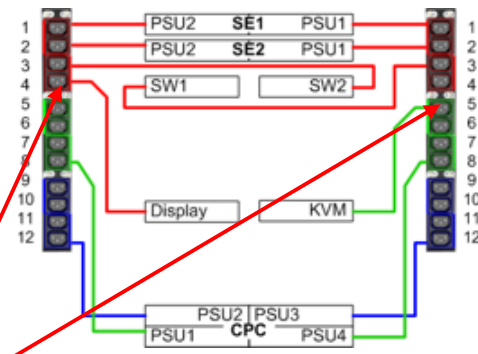 1 PSU2 SE1 PSU1 1
2 PSU2 SE2 PSU1 2
3 3
4 SW1 SW2 4
5 5
6 6
7 7
8 8
9 9
10 10
11 Display KVM 11
12 12
PSU2 PSU3
PSU1 CPC PSU4